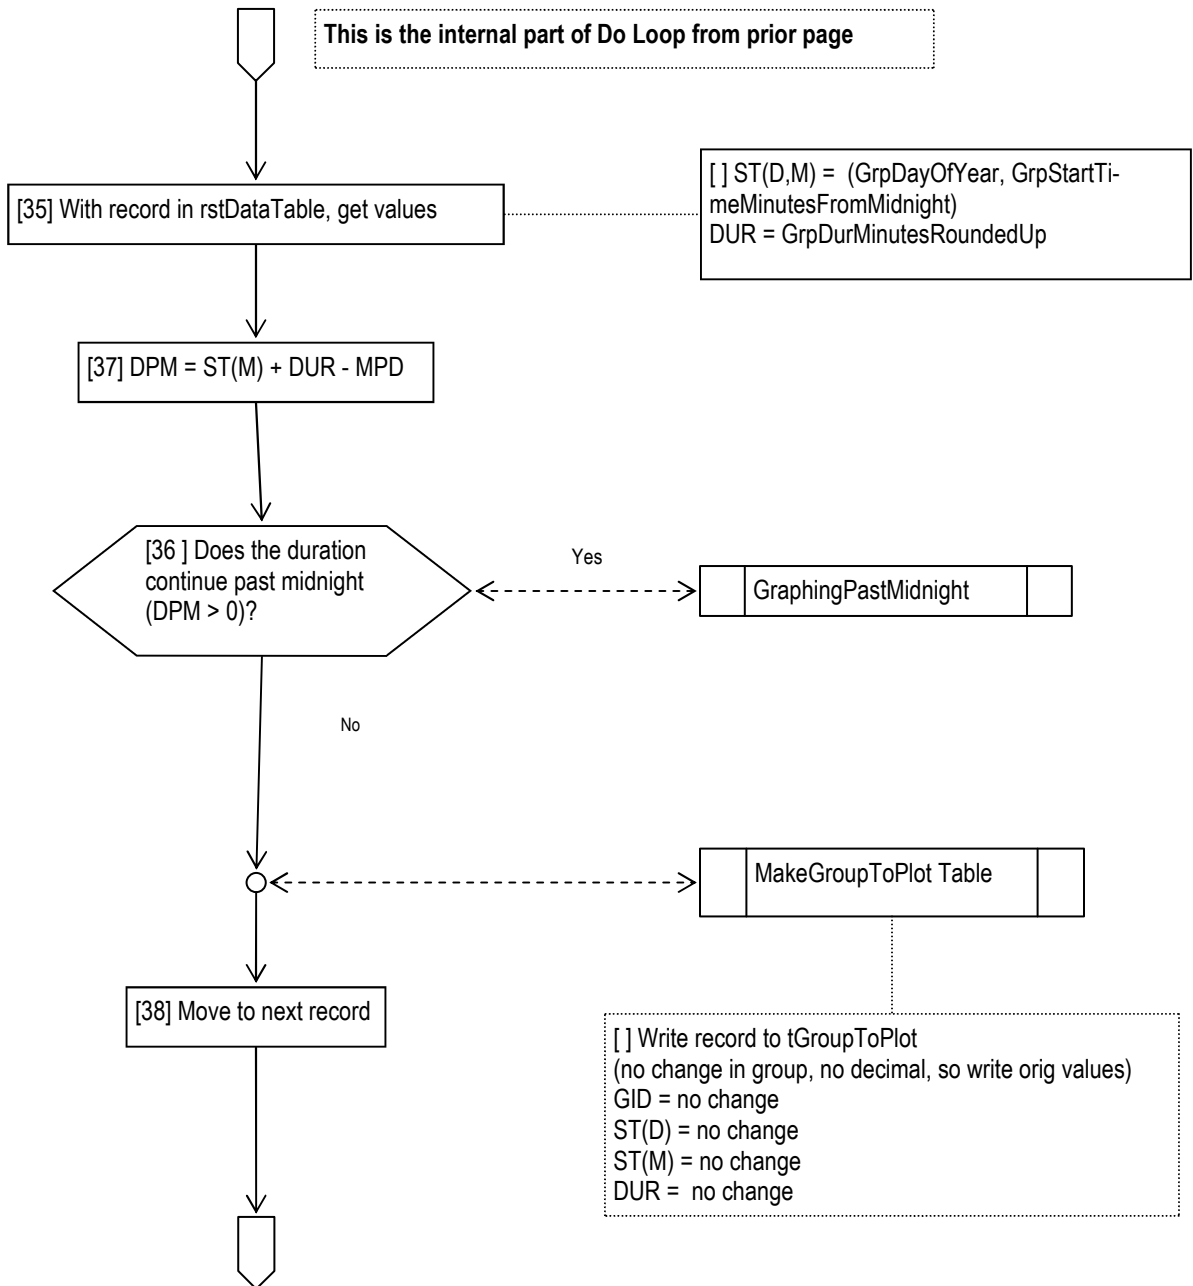 This is the internal part of Do Loop from prior page
[ ] ST(D,M) =  (GrpDayOfYear, GrpStartTi-
meMinutesFromMidnight)
DUR = GrpDurMinutesRoundedUp
[35] With record in rstDataTable, get values
[37] DPM = ST(M) + DUR - MPD
[36 ] Does the duration
continue past midnight
(DPM > 0)?
Yes
GraphingPastMidnight
No
MakeGroupToPlot Table
[38] Move to next record
[ ] Write record to tGroupToPlot
(no change in group, no decimal, so write orig values)
GID = no change
ST(D) = no change
ST(M) = no change
DUR =  no change